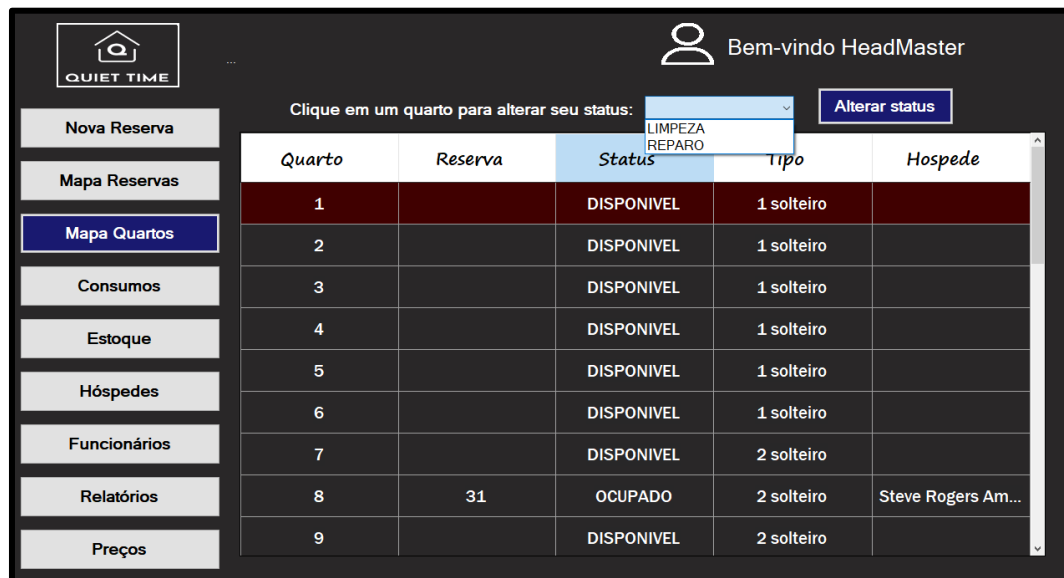 Q
QUIET TIME
...
Bem-vindo HeadMaster
Clique em um quarto para alterar seu status:
Alterar status
LIMPEZA
REPARO
Nova Reserva
Mapa Reservas
Mapa Quartos
Consumos
Estoque
Hóspedes
Funcionários
Relatórios
Preços
Quarto Reserva Status Tipo Hospede
1 DISPONIVEL 1 solteiro
2 DISPONIVEL 1 solteiro
3 DISPONIVEL 1 solteiro
4 DISPONIVEL 1 solteiro
5 DISPONIVEL 1 solteiro
6 DISPONIVEL 1 solteiro
7 DISPONIVEL 2 solteiro
8 31 OCUPADO 2 solteiro Steve Rogers Am...
9 DISPONIVEL 2 solteiro